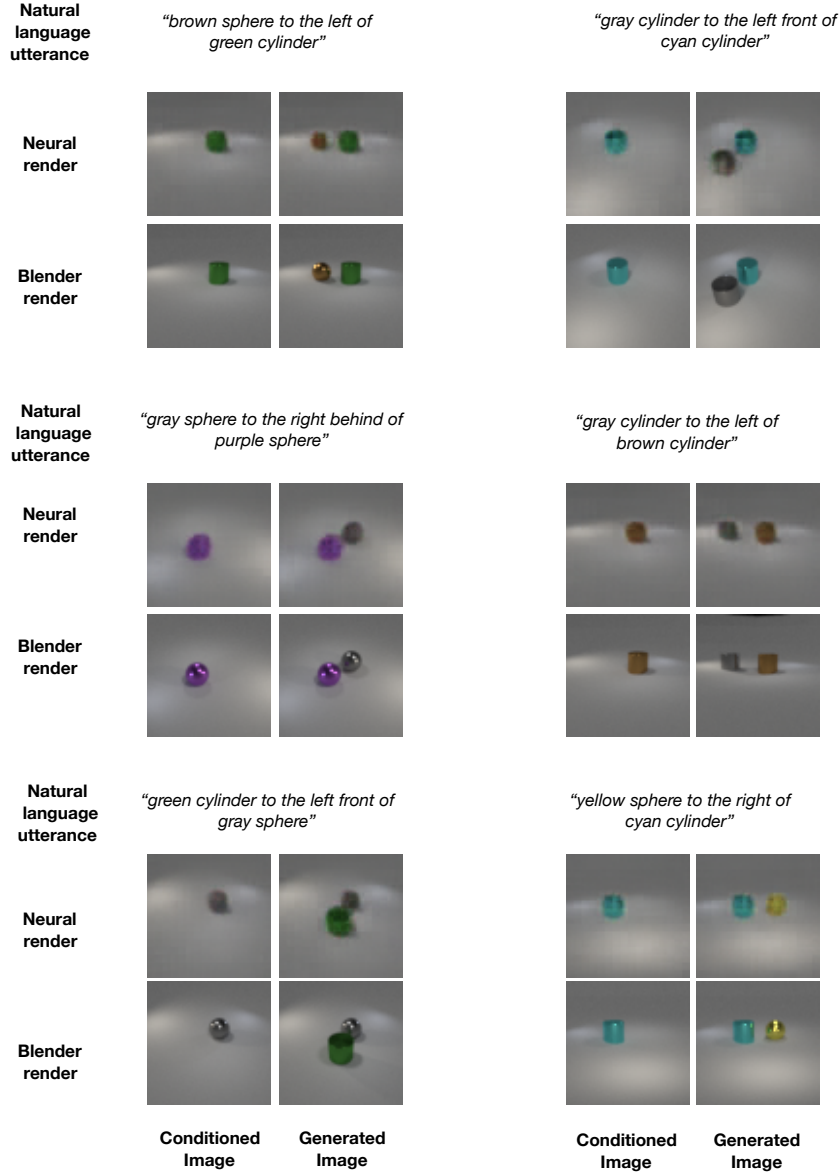 Natural
language
utterance
“brown sphere to the left of
green cylinder”
“gray cylinder to the left front of
cyan cylinder”
Neural
render
Blender
render
Natural
language
utterance
“gray sphere to the right behind of
purple sphere”
“gray cylinder to the left of
brown cylinder”
Neural
render
Blender
render
Natural
language
utterance
“green cylinder to the left front of
gray sphere”
“yellow sphere to the right of
cyan cylinder”
Neural
render
Blender
render
Conditioned
Image
Generated
Image
Conditioned
Image
Generated
Image